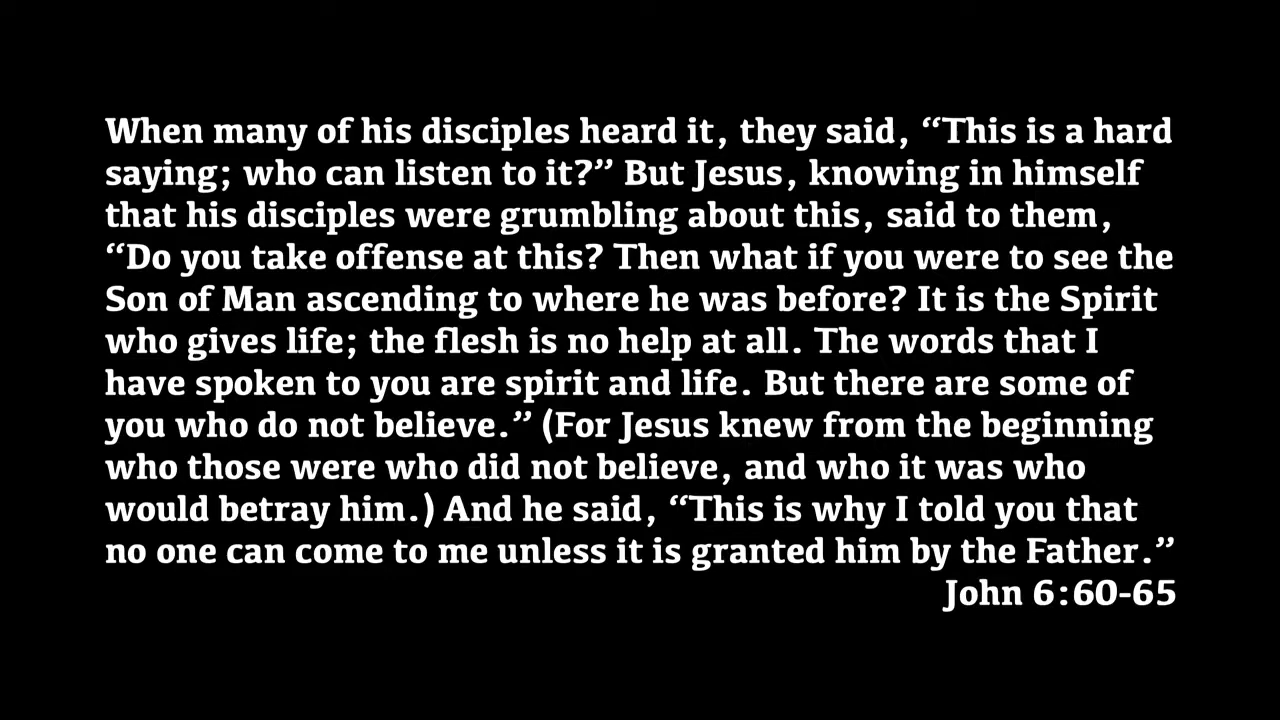 When many of his disciples heard it, they said, “This is a hard
saying; who can listen to it?” But Jesus, knowing in himself
that his disciples were grumbling about this, said to them,
“Do you take offense at this? Then what if you were to see the
Son of Man ascending to where he was before? It is the Spirit
who gives life; the flesh is no help at all. The words that I
have spoken to you are spirit and life. But there are some of
you who do not believe.” (For Jesus knew from the beginning
who those were who did not believe, and who it was who
would betray him.) And he said, “This is why I told you that
no one can come to me unless it is granted him by the Father.”
John 6:60-65